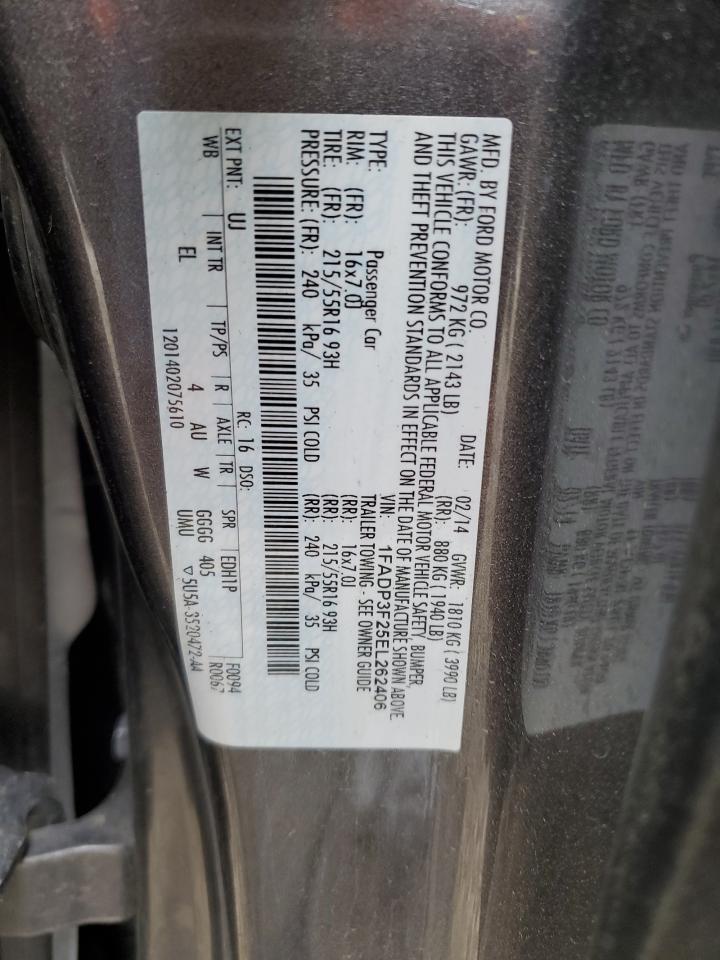 MFD. BY FORD MOTOR CO.
DATE: 02/14 GVWR: 1810 KG ( 3990 LB)
GAWR: (FR): 972 KG ( 2143 LB) (RR): 880 KG ( 1940 LB)
THIS VEHICLE CONFORMS TO ALL APPLICABLE FEDERAL MOTOR VEHICLE SAFETY, BUMPER,
AND THEFT PREVENTION STANDARDS IN EFFECT ON THE DATE OF MANUFACTURE SHOWN ABOVE.
VIN: 1FADP3F25EL262406
TYPE: Passenger Car TRAILER TOWING - SEE OWNER GUIDE
RIM: (FR): 16x7.0J (RR): 16x7.0J
TIRE: (FR): 215/55R16 93H (RR): 215/55R16 93H
PRESSURE: (FR): 240 kPa/ 35 PSI COLD (RR): 240 kPa/ 35 PSI COLD
EXT PNT: UJ RC: 16 DSO: F0094
R0067
WB INT TR TP/PS R AXLE TR SPR EDH1P
EL 4 AU W GGGG 405
1201402075610 UMU ▽5U5A-3520472-AA